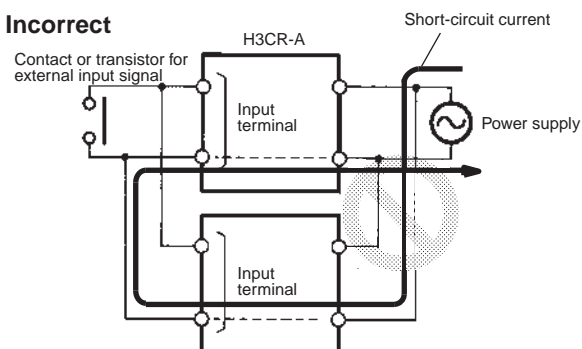 Incorrect
Short-circuit current
H3CR-A
Contact or transistor for
external input signal
Input
terminal
Power supply
Input
terminal